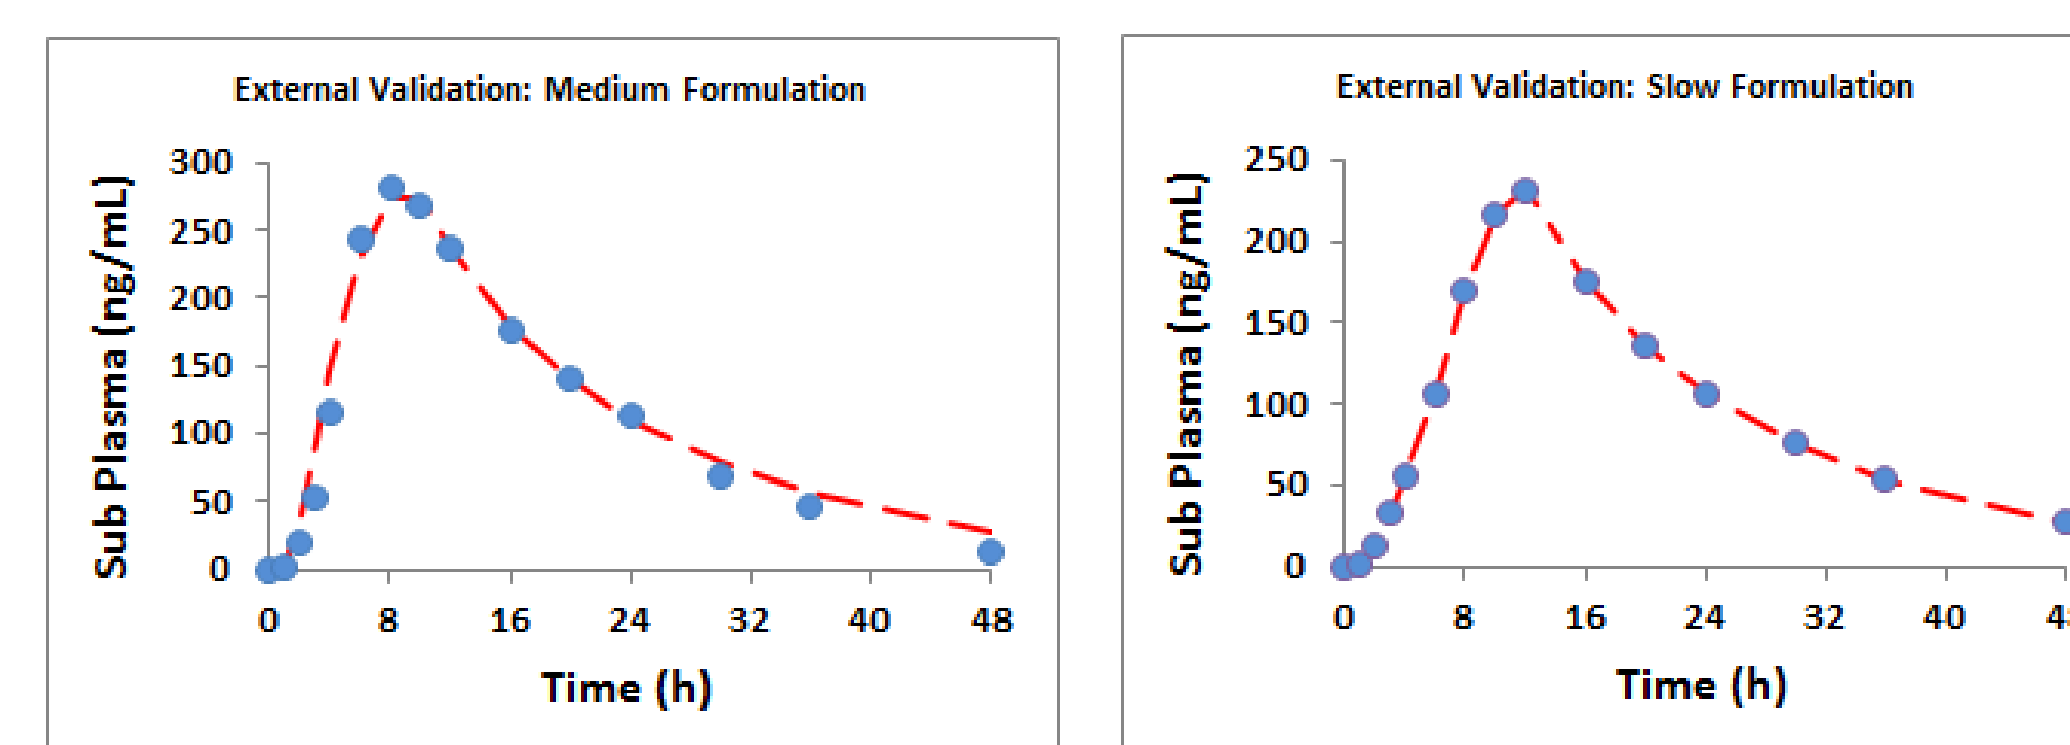 External Validation: Medium Formulation
Sub Plasma (ng/mL)
300
250
200
150
100
50
0
0 8 16 24 32 40 48
Time (h)
External Validation: Slow Formulation
Sub Plasma (ng/mL)
250
200
150
100
50
0
0 8 16 24 32 40
Time (h)